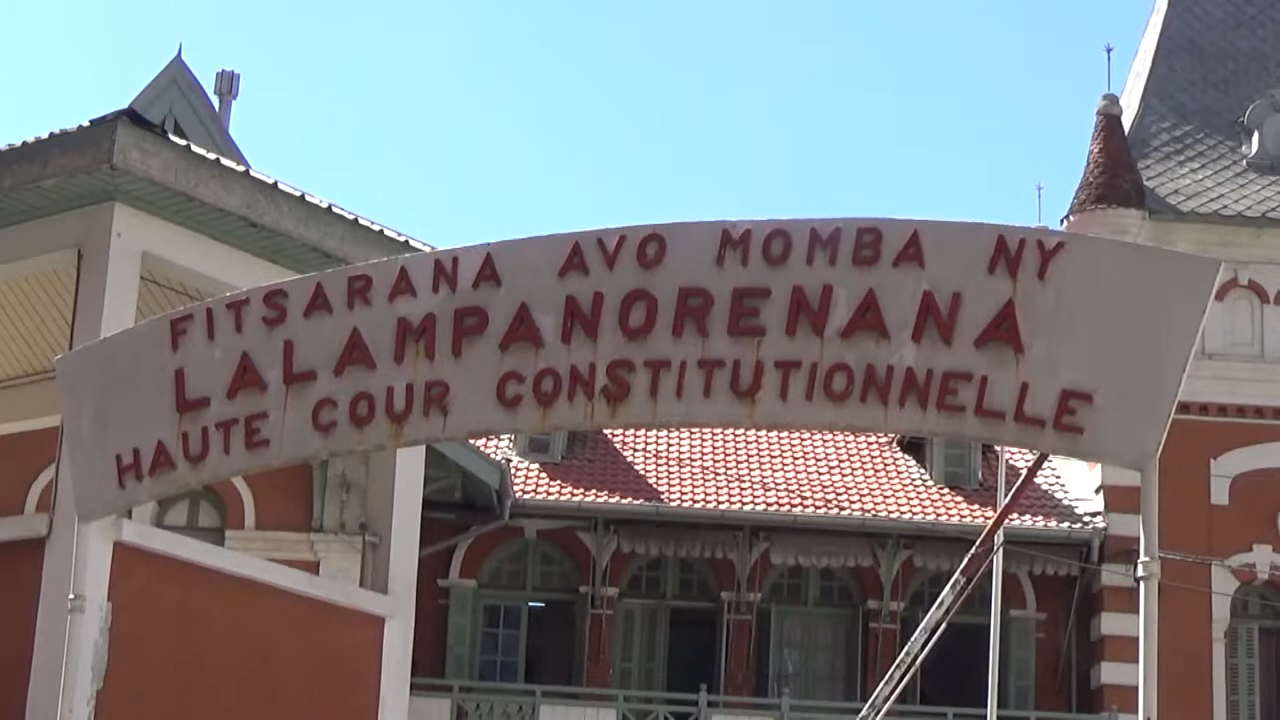 FITSARANA AVO MOMBA NY
LALAMPANORENANA
HAUTE COUR CONSTITUTIONNELLE